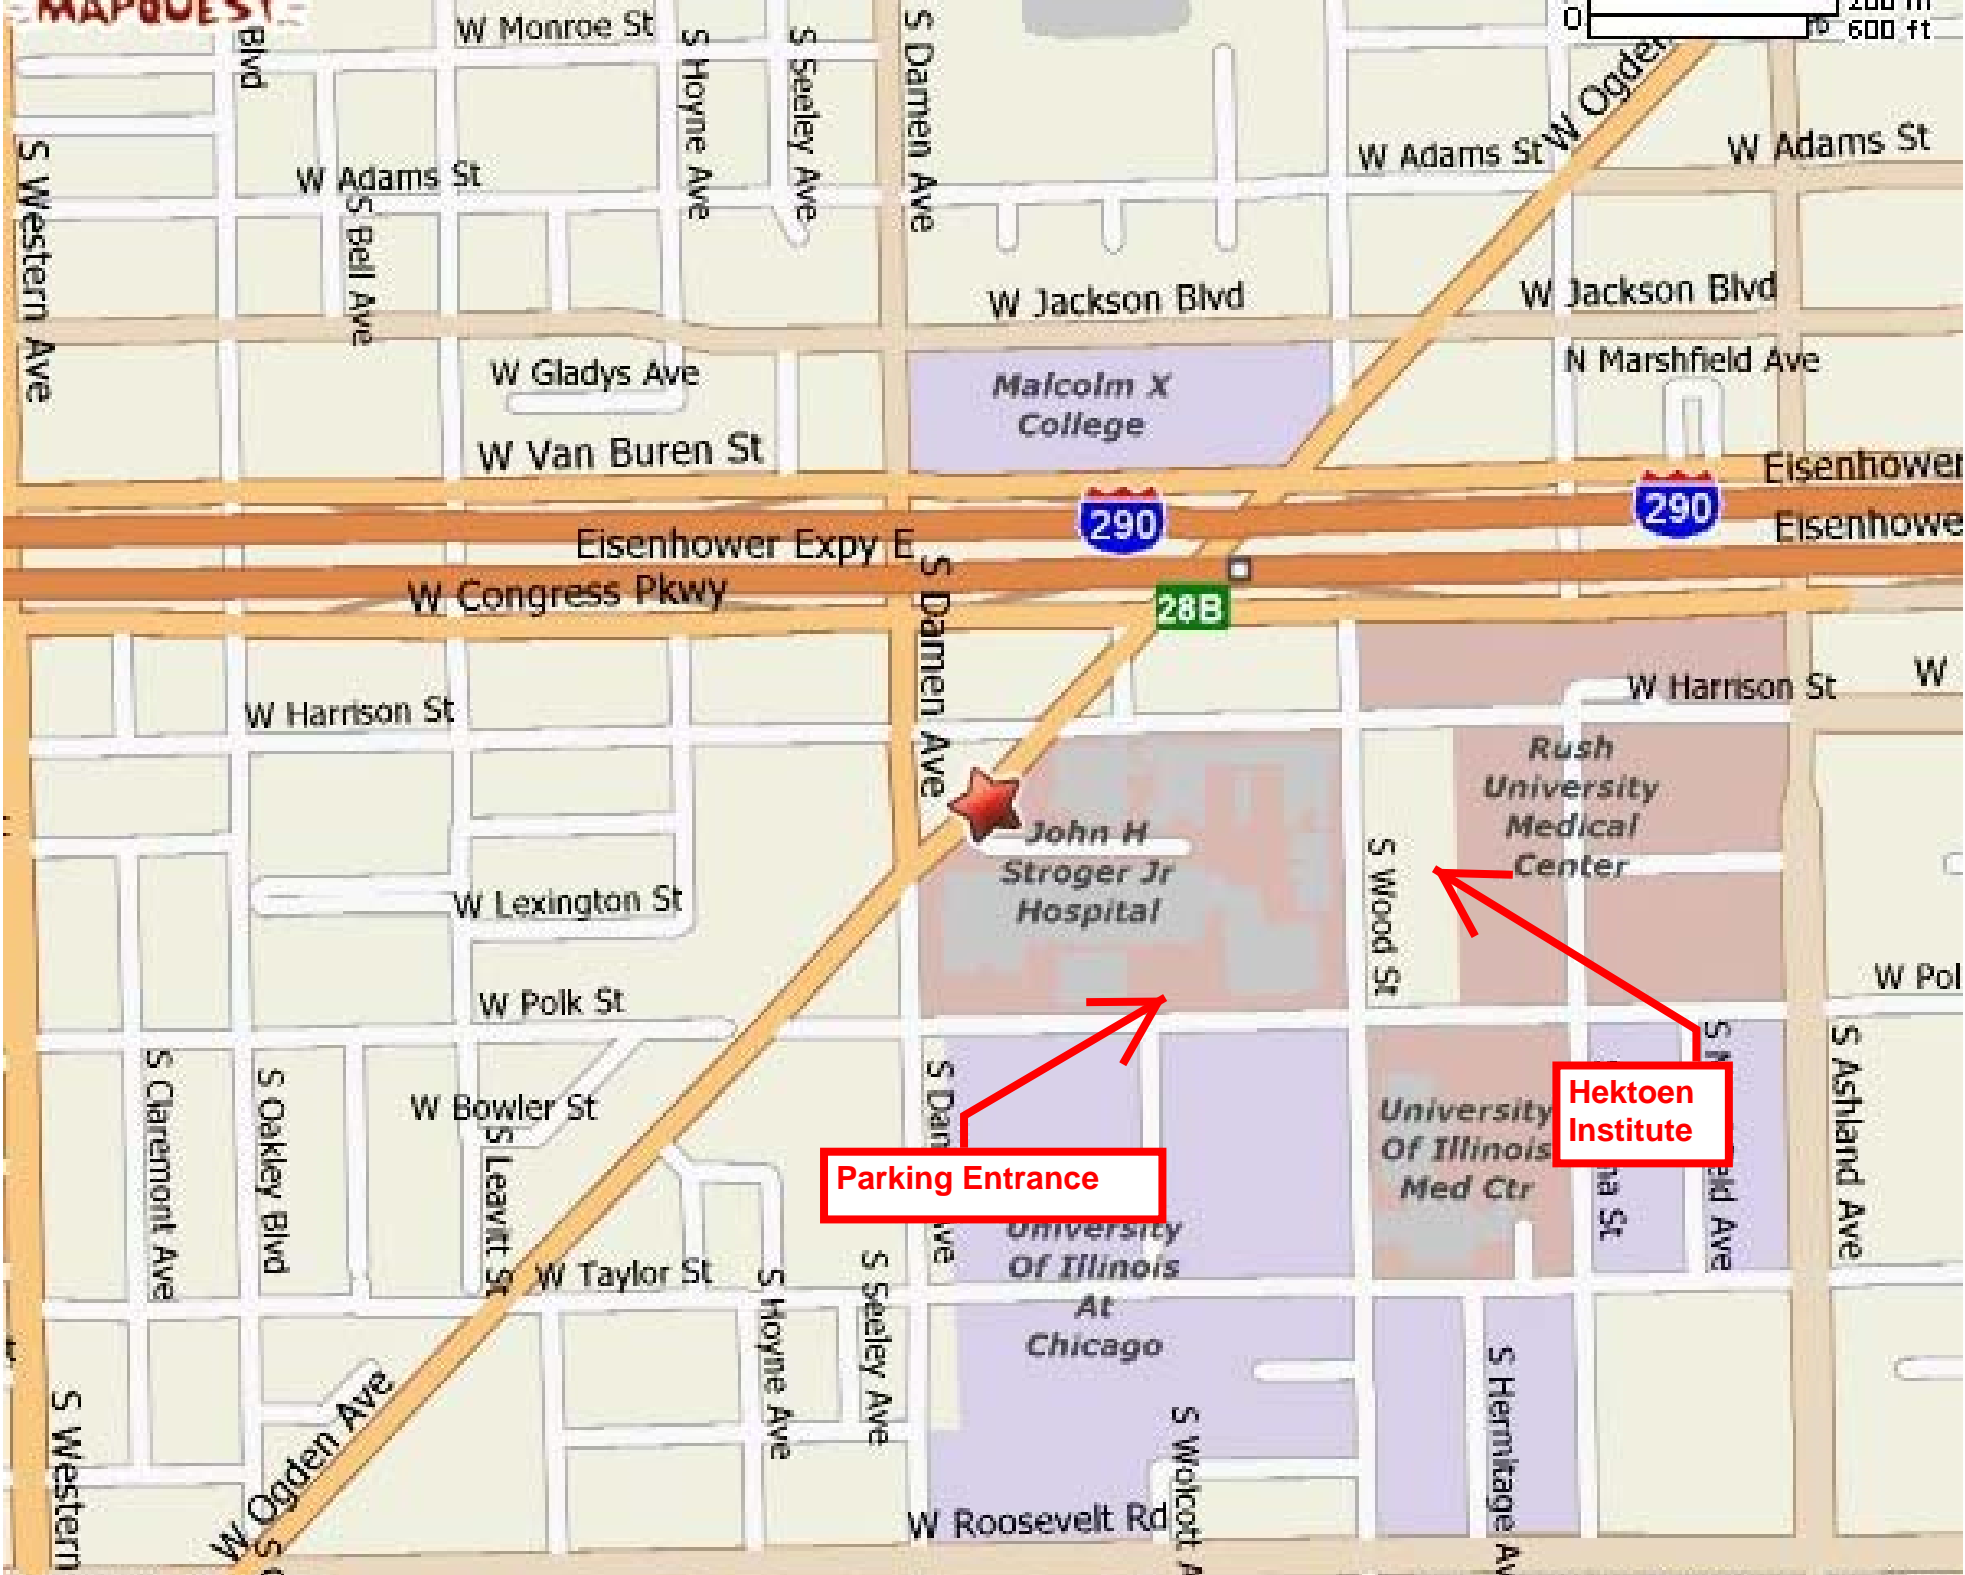 MAPQUEST
200 m
0
600 ft
Blvd
W Monroe St
S Hoyne Ave
S Seeley Ave
S Damen Ave
W Ogden
W Adams St
W Adams St
W Adams St
S Western Ave
S Bell Ave
W Jackson Blvd
W Jackson Blvd
W Gladys Ave
Malcolm X
College
N Marshfield Ave
W Van Buren St
Eisenhower
290
290
Eisenhower Expy E
Eisenhowe
W Congress Pkwy
28B
S Damen Ave
W Harrison St
W Harrison St
W
Rush
University
Medical
Center
John H
Stroger Jr
Hospital
S Wood St
W Lexington St
W Polk St
W Pol
S Claremont Ave
S Oakley Blvd
W Bowler St
S Leavitt St
Hektoen
Institute
University
Of Illinois
Med Ctr
S Ashland Ave
Parking Entrance
University
Of Illinois
At
Chicago
W Taylor St
S Hoyne Ave
S Seeley Ave
S Hermitage Av
S Wolcott A
S Western
W Ogden Ave
W Roosevelt Rd